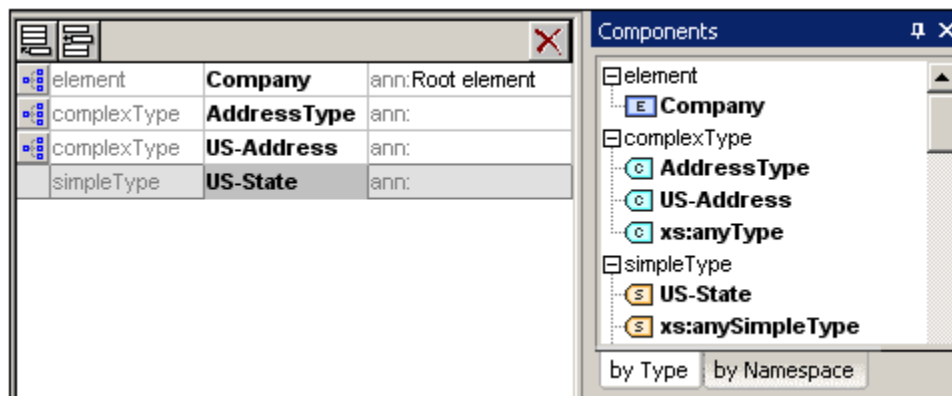 element Company ann:Root element
complexType AddressType ann:
complexType US-Address ann:
simpleType US-State ann:
Components
element
E Company
complexType
C AddressType
C US-Address
C xs:anyType
simpleType
S US-State
S xs:anySimpleType
by Type by Namespace